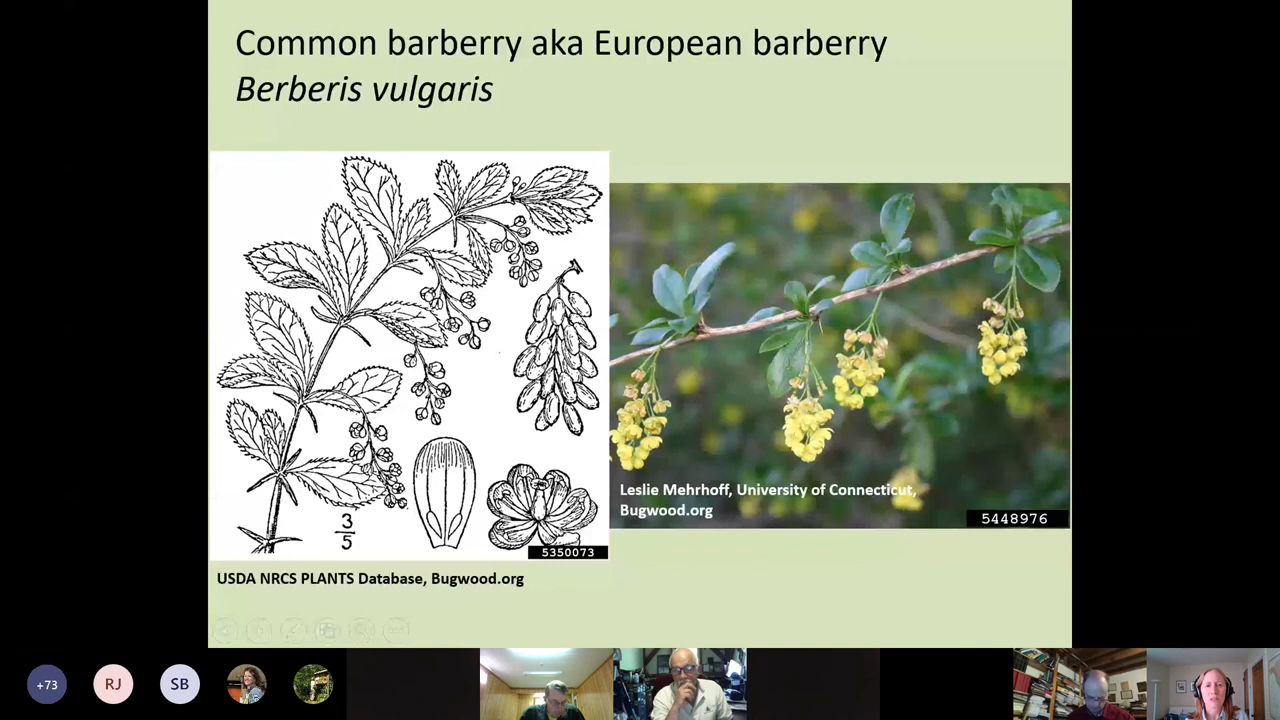 Common barberry aka European barberry
Berberis vulgaris
3
5
5350073
Leslie Mehrhoff, University of Connecticut,
Bugwood.org
5448976
USDA NRCS PLANTS Database, Bugwood.org
+73
RJ
SB